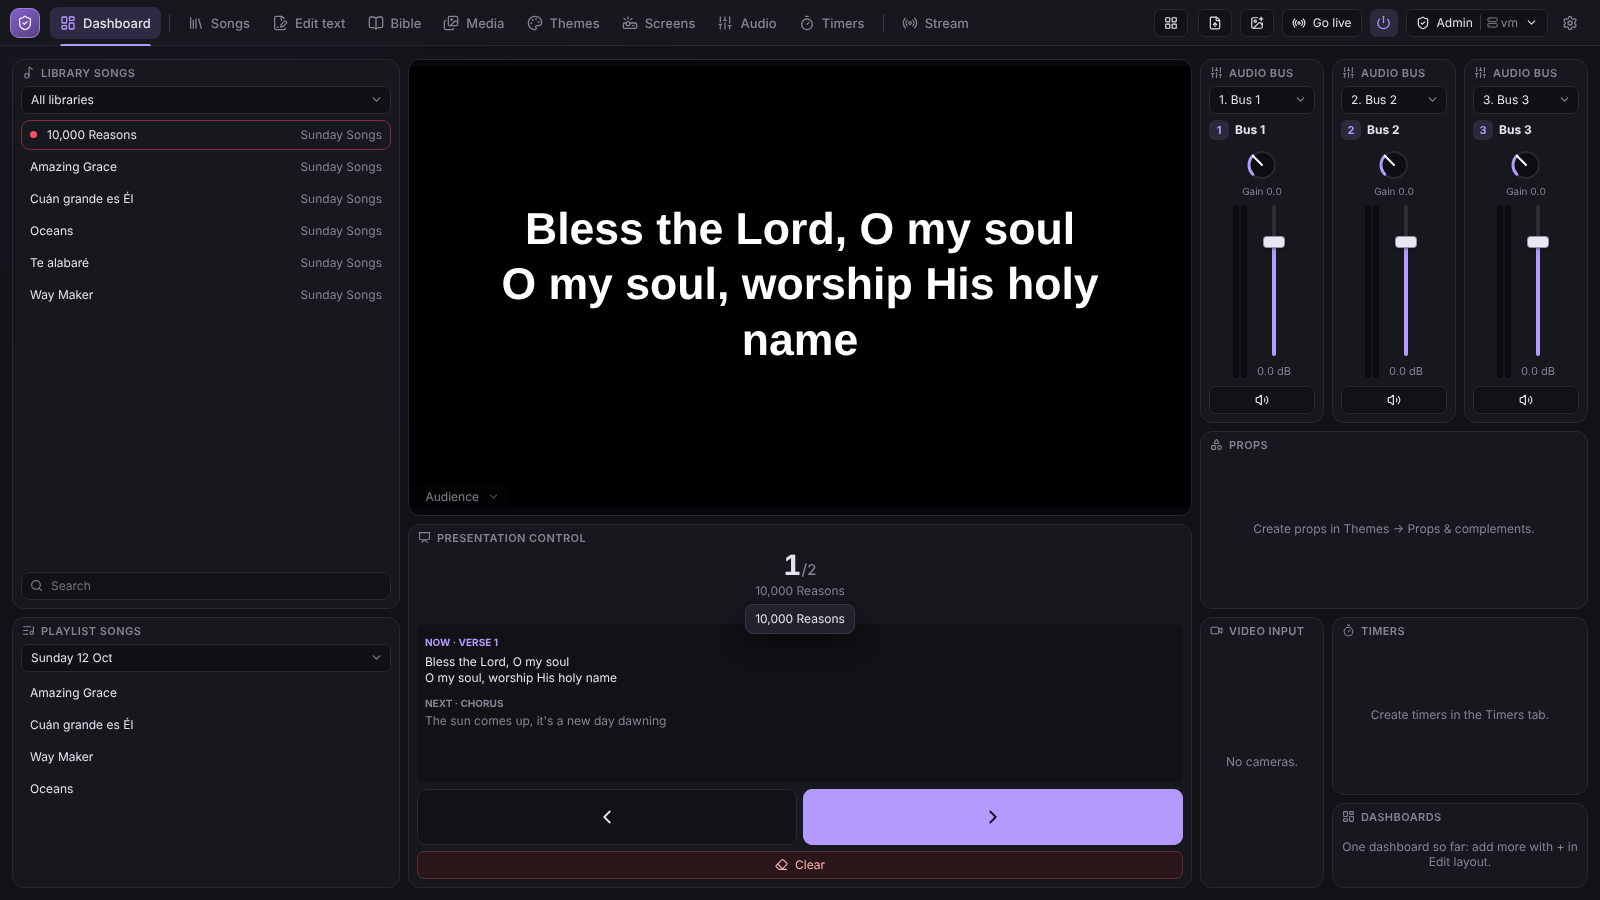 Dashboard
Songs
Edit text
Bible
Media
Themes
Screens
Audio
Timers
Stream
Go live
Admin
vm
LIBRARY SONGS
All libraries
10,000 Reasons Sunday Songs
Amazing Grace Sunday Songs
Cuán grande es Él Sunday Songs
Oceans Sunday Songs
Te alabaré Sunday Songs
Way Maker Sunday Songs
Search
PLAYLIST SONGS
Sunday 12 Oct
Amazing Grace
Cuán grande es Él
Way Maker
Oceans
Bless the Lord, O my soul
O my soul, worship His holy
name
Audience
PRESENTATION CONTROL
1/2
10,000 Reasons
10,000 Reasons
NOW · VERSE 1
Bless the Lord, O my soul
O my soul, worship His holy name
NEXT · CHORUS
The sun comes up, it's a new day dawning
Clear
AUDIO BUS
1. Bus 1
1 Bus 1
Gain 0.0
0.0 dB
AUDIO BUS
2. Bus 2
2 Bus 2
Gain 0.0
0.0 dB
AUDIO BUS
3. Bus 3
3 Bus 3
Gain 0.0
0.0 dB
PROPS
Create props in Themes → Props & complements.
VIDEO INPUT
No cameras.
TIMERS
Create timers in the Timers tab.
DASHBOARDS
One dashboard so far: add more with + in
Edit layout.